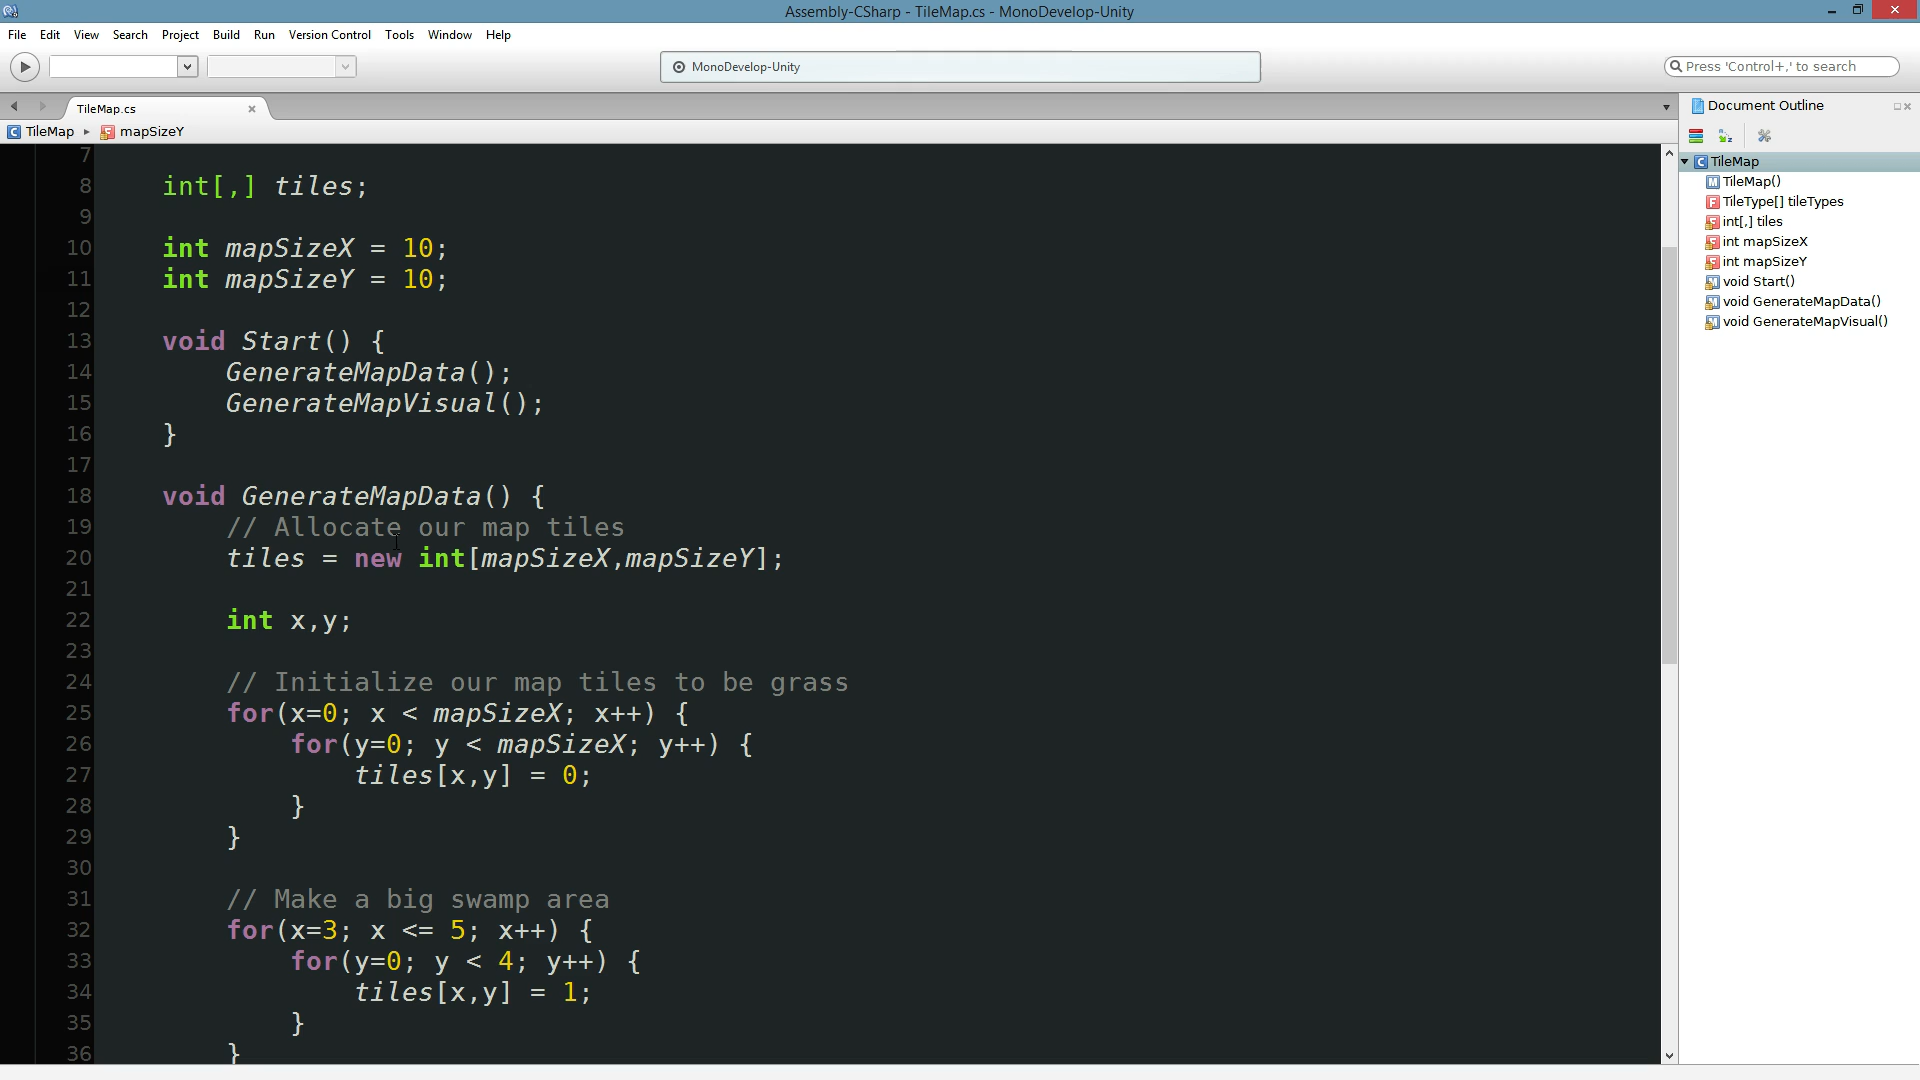 Assembly-CSharp - TileMap.cs - MonoDevelop-Unity
File Edit View Search Project Build Run Version Control Tools Window Help
MonoDevelop-Unity
Press 'Control+,' to search
TileMap.cs
TileMap mapSizeY
7
8 int[,] tiles;
9
10 int mapSizeX = 10;
11 int mapSizeY = 10;
12
13 void Start() {
14 GenerateMapData();
15 GenerateMapVisual();
16 }
17
18 void GenerateMapData() {
19 // Allocate our map tiles
20 tiles = new int[mapSizeX,mapSizeY];
21
22 int x,y;
23
24 // Initialize our map tiles to be grass
25 for(x=0; x < mapSizeX; x++) {
26 for(y=0; y < mapSizeX; y++) {
27 tiles[x,y] = 0;
28 }
29 }
30
31 // Make a big swamp area
32 for(x=3; x <= 5; x++) {
33 for(y=0; y < 4; y++) {
34 tiles[x,y] = 1;
35 }
36 }
Document Outline
TileMap
TileMap()
TileType[] tileTypes
int[,] tiles
int mapSizeX
int mapSizeY
void Start()
void GenerateMapData()
void GenerateMapVisual()